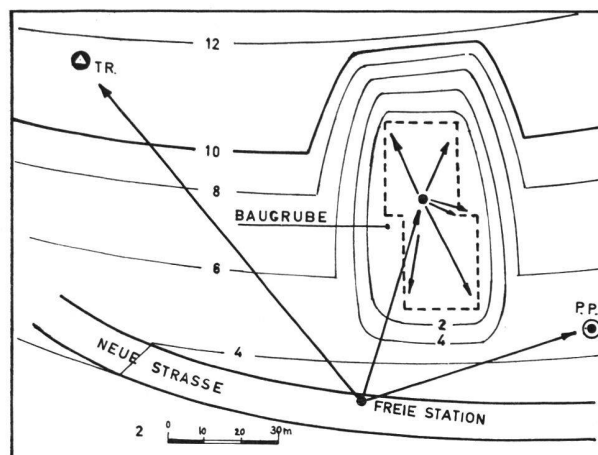 12
TR.
10
8
BAUGRUBE
6
2
4
P.P.
4
NEUE STRASSE
FREIE STATION
2
0 10 20 30m